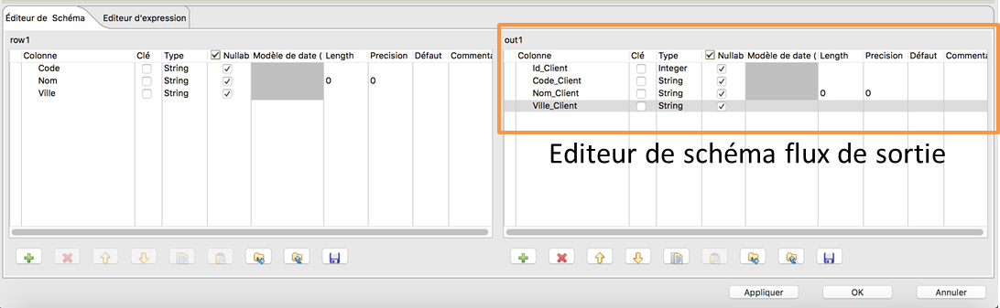 Éditeur de Schéma
Editeur d'expression
row1
Colonne Clé Type Nullab Modèle de date ( Length Precision Défaut Commenta
Code String
Nom String 0 0
Ville String
out1
Colonne Clé Type Nullab Modèle de date ( Length Precision Défaut Commenta
Id_Client Integer
Code_Client String
Nom_Client String 0 0
Ville_Client String
Editeur de schéma flux de sortie
Appliquer OK Annuler